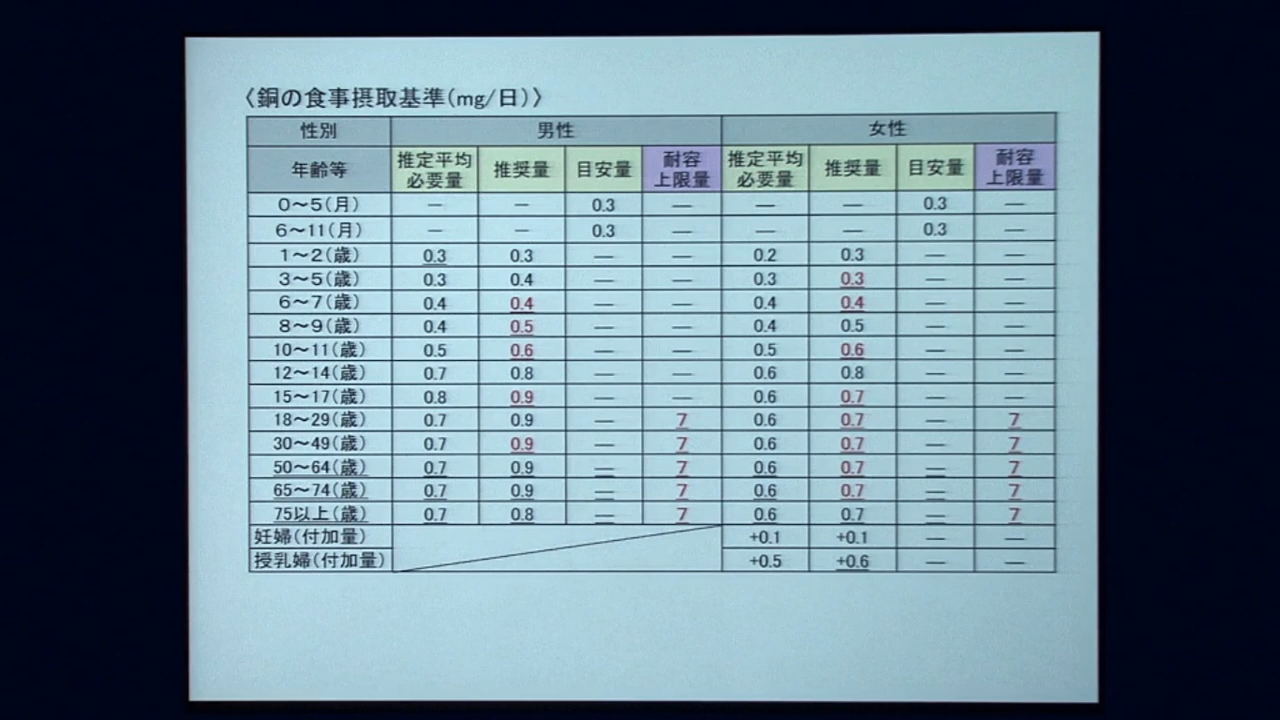 〈銅の食事摂取基準(mg/日)〉
性別 男性 女性
年齢等 推定平均必要量 推奨量 目安量 耐容上限量 推定平均必要量 推奨量 目安量 耐容上限量
0～5(月) ― ― 0.3 ― ― ― 0.3 ―
6～11(月) ― ― 0.3 ― ― ― 0.3 ―
1～2(歳) 0.3 0.3 ― ― 0.2 0.3 ― ―
3～5(歳) 0.3 0.4 ― ― 0.3 0.3 ― ―
6～7(歳) 0.4 0.4 ― ― 0.4 0.4 ― ―
8～9(歳) 0.4 0.5 ― ― 0.4 0.5 ― ―
10～11(歳) 0.5 0.6 ― ― 0.5 0.6 ― ―
12～14(歳) 0.7 0.8 ― ― 0.6 0.8 ― ―
15～17(歳) 0.8 0.9 ― ― 0.6 0.7 ― ―
18～29(歳) 0.7 0.9 ― 7 0.6 0.7 ― 7
30～49(歳) 0.7 0.9 ― 7 0.6 0.7 ― 7
50～64(歳) 0.7 0.9 ― 7 0.6 0.7 ― 7
65～74(歳) 0.7 0.9 ― 7 0.6 0.7 ― 7
75以上(歳) 0.7 0.8 ― 7 0.6 0.7 ― 7
妊婦(付加量) +0.1 +0.1 ― ―
授乳婦(付加量) +0.5 +0.6 ― ―